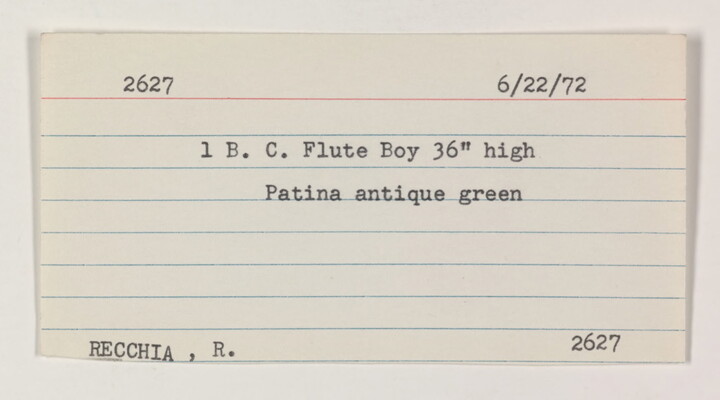 2627 6/22/72
1 B. C. Flute Boy 36" high
Patina antique green
RECCHIA , R. 2627